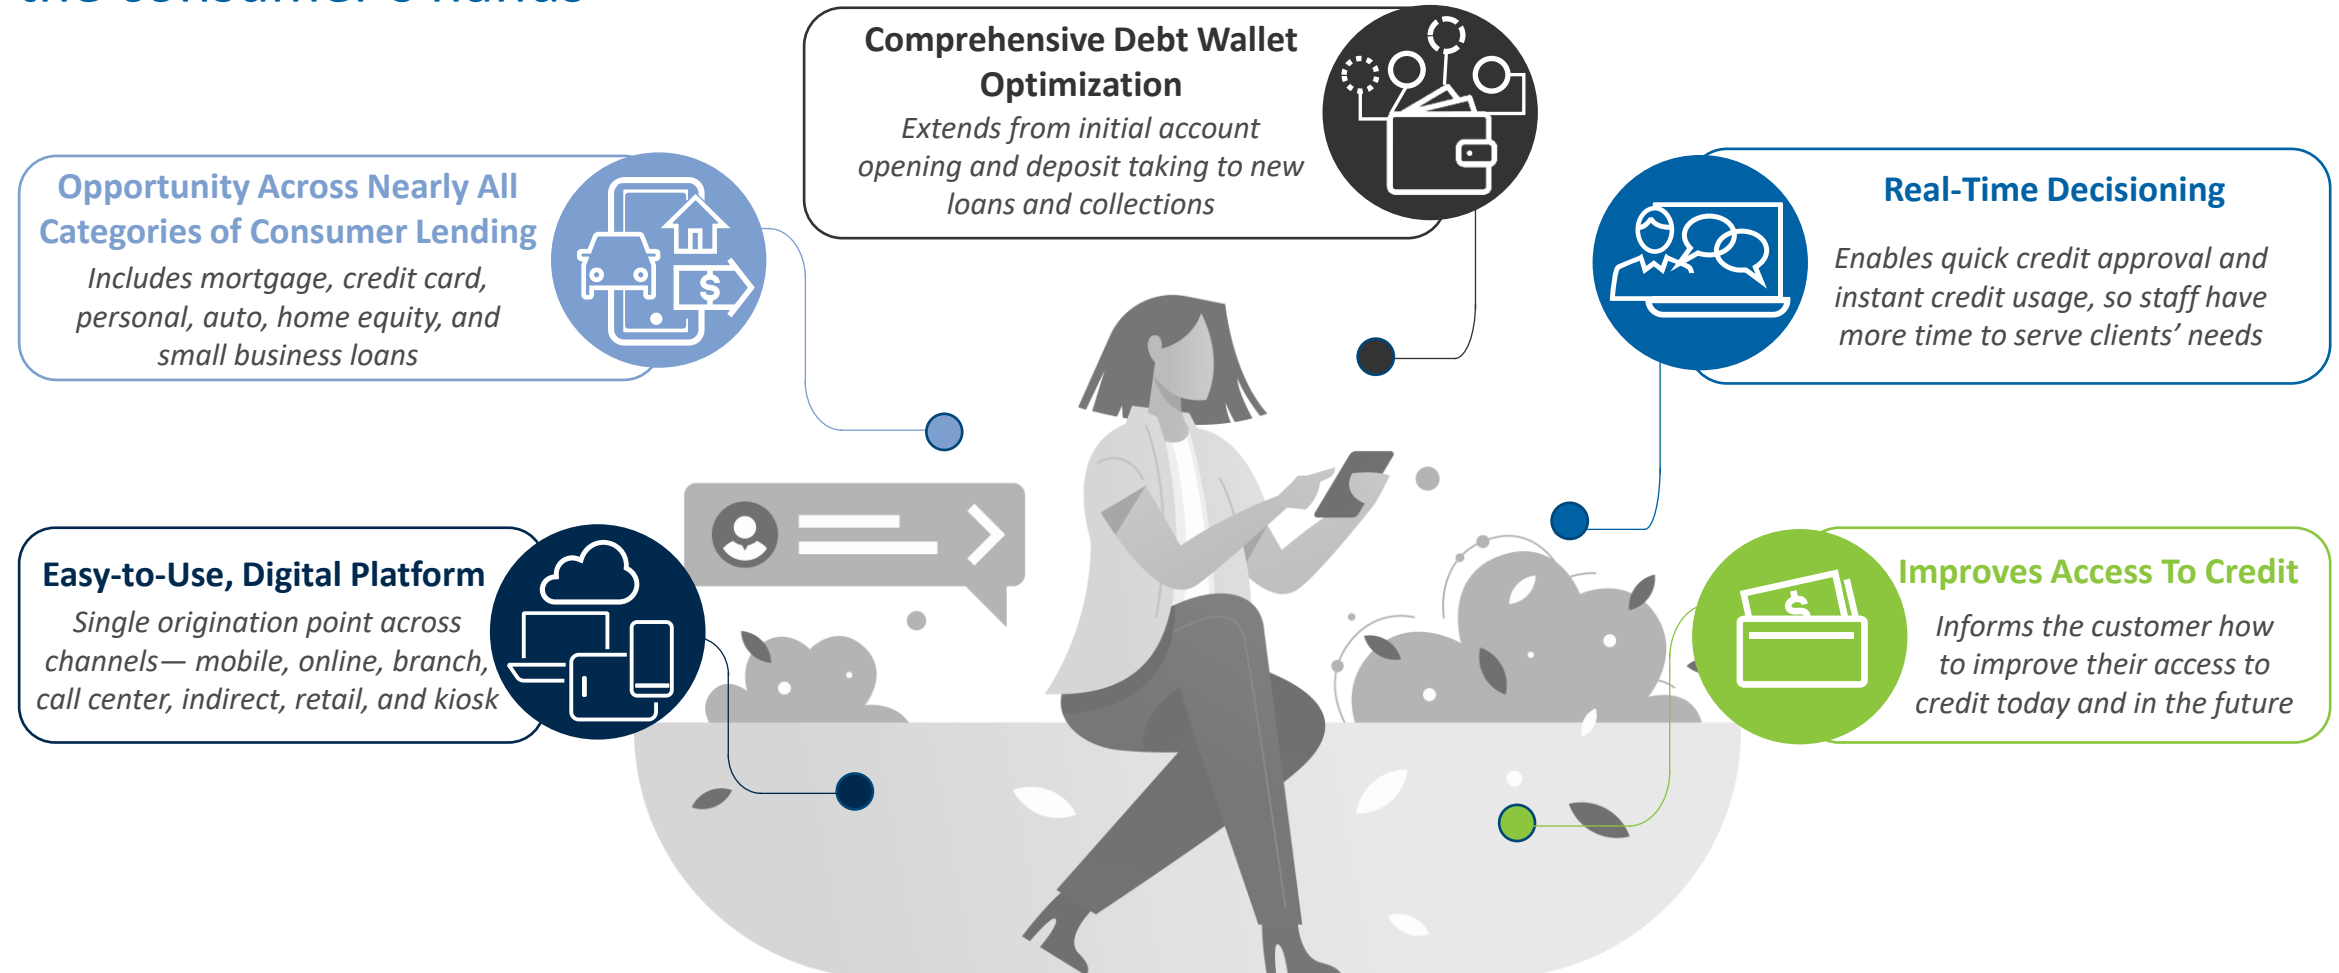 the consumer's hands
Comprehensive Debt Wallet
Optimization
Extends from initial account
opening and deposit taking to new
loans and collections
Opportunity Across Nearly All
Categories of Consumer Lending
Includes mortgage, credit card,
personal, auto, home equity, and
small business loans
$
Real-Time Decisioning
Enables quick credit approval and
instant credit usage, so staff have
more time to serve clients’ needs
Easy-to-Use, Digital Platform
Single origination point across
channels— mobile, online, branch,
call center, indirect, retail, and kiosk
Improves Access To Credit
Informs the customer how
to improve their access to
credit today and in the future
$